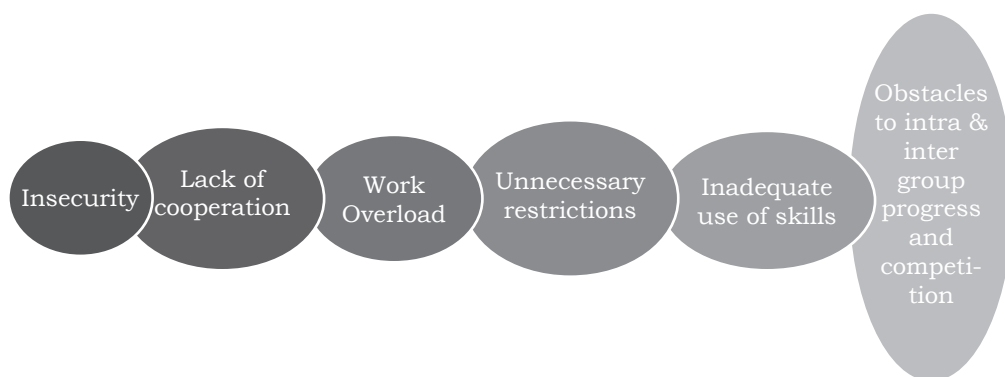 Insecurity
Lack of
cooperation
Work
Overload
Unnecessary
restrictions
Inadequate
use of skills
Obstacles
to intra &
inter
group
progress
and
competi-
tion